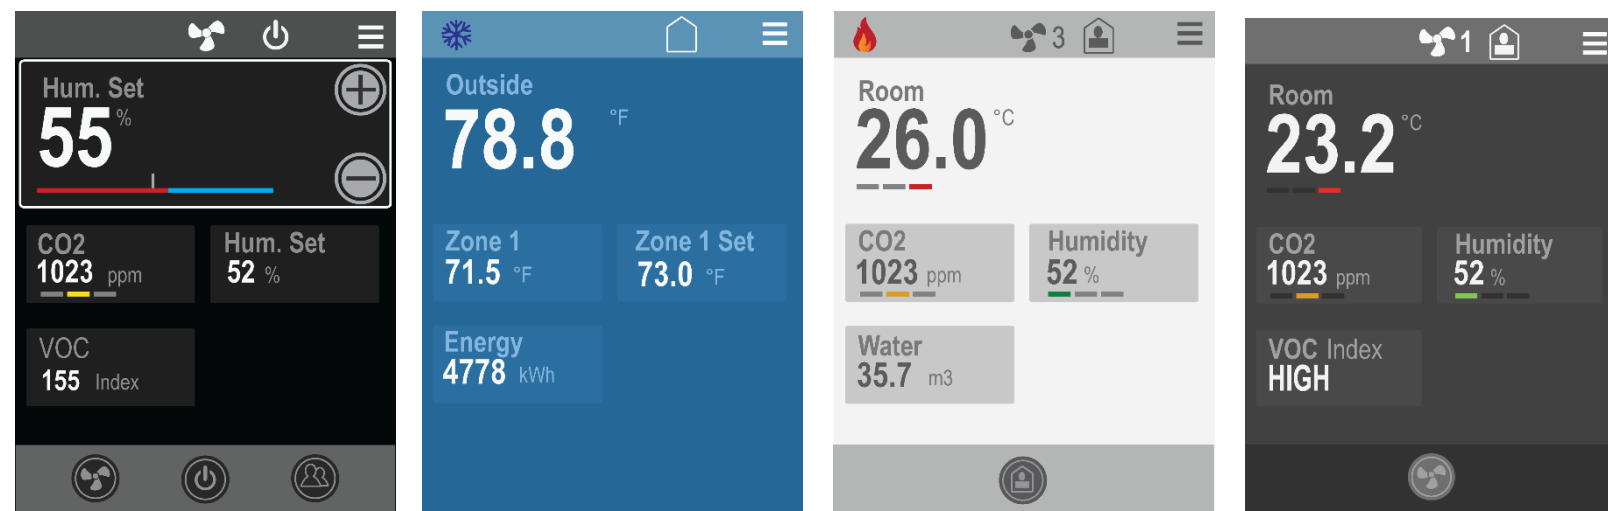 Hum. Set
55 %
CO2
1023 ppm
Hum. Set
52 %
VOC
155 Index
Outside
78.8 °F
Zone 1
71.5 °F
Zone 1 Set
73.0 °F
Energy
4778 kWh
3
Room
26.0 °C
CO2
1023 ppm
Humidity
52 %
Water
35.7 m3
1
Room
23.2 °C
CO2
1023 ppm
Humidity
52 %
VOC Index
HIGH